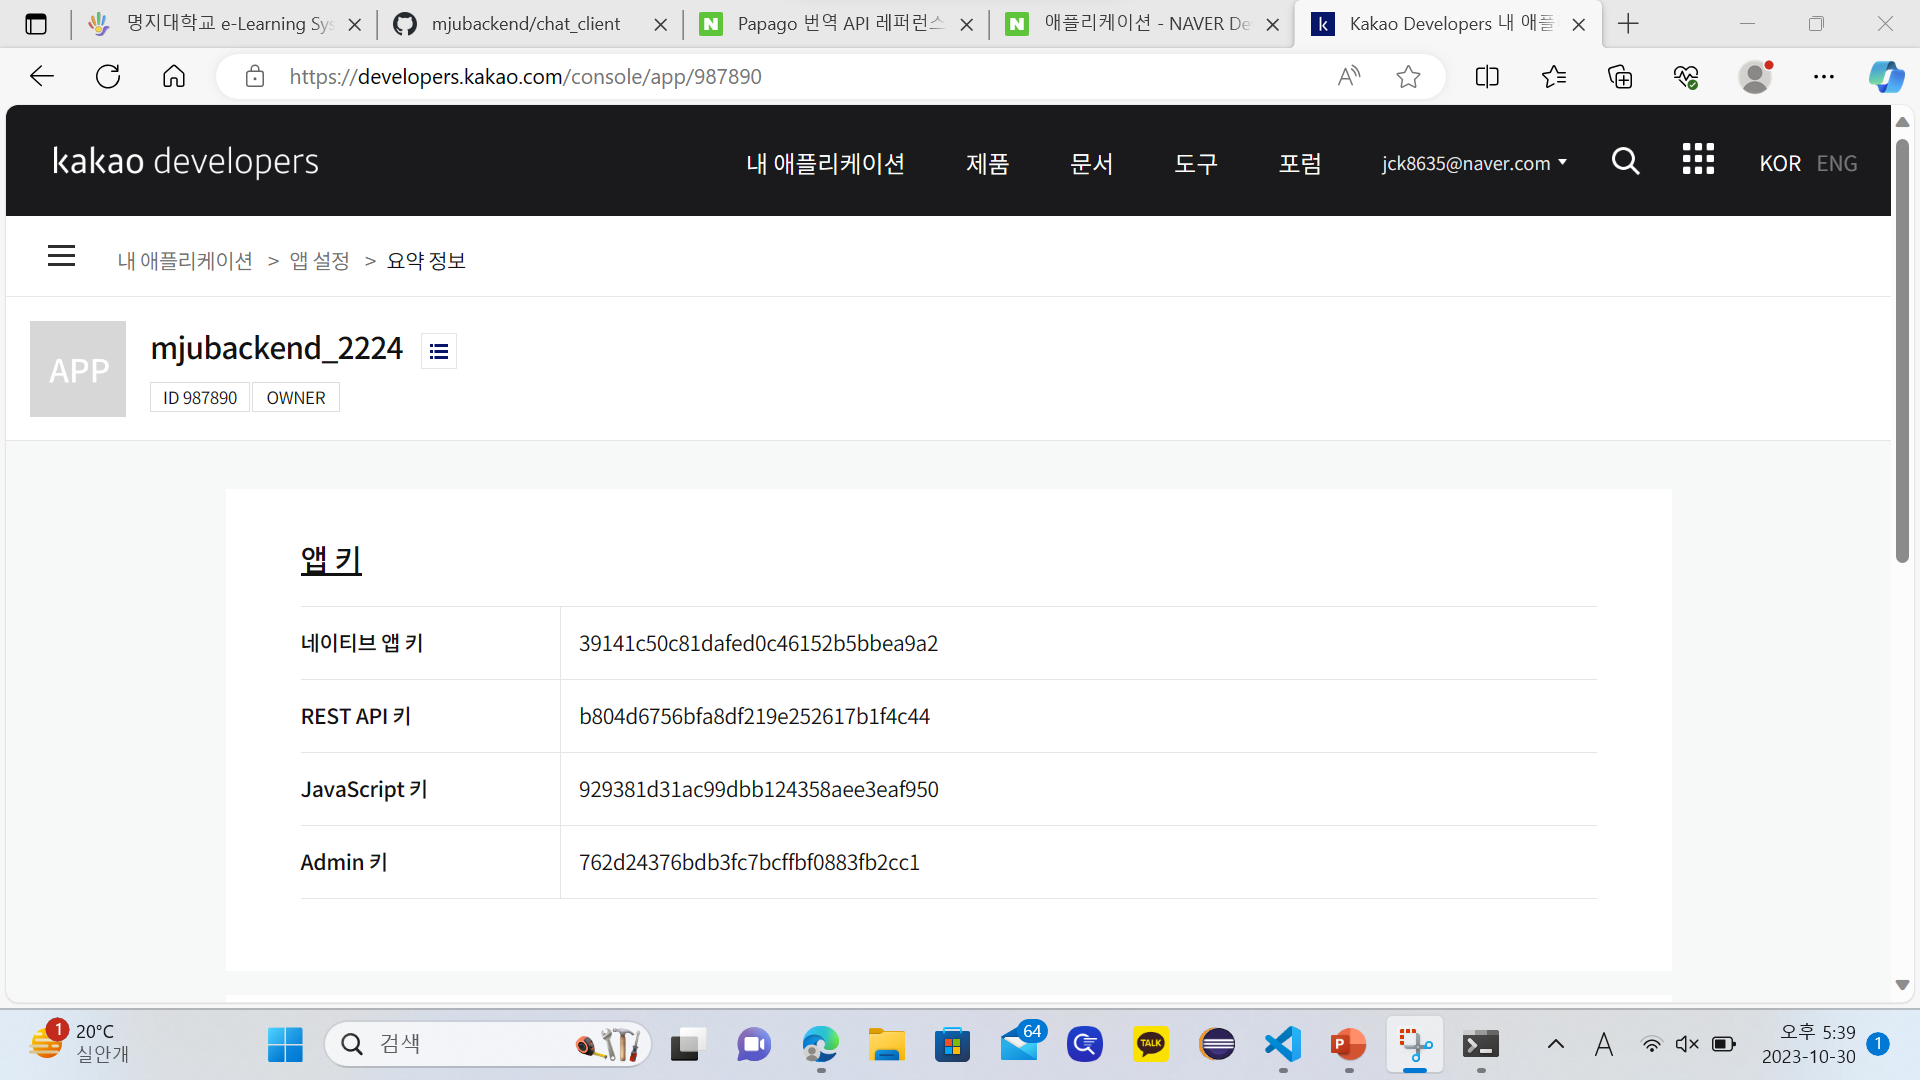 명지대학교 e-Learning Sys
mjubackend/chat_client
Papago 번역 API 레퍼런스
애플리케이션 - NAVER De
Kakao Developers 내 애플
https://developers.kakao.com/console/app/987890
kakao developers
내 애플리케이션
제품
문서
도구
포럼
jck8635@naver.com
KOR ENG
내 애플리케이션 > 앱 설정 > 요약 정보
APP
mjubackend_2224
ID 987890
OWNER
앱 키
네이티브 앱 키 39141c50c81dafed0c46152b5bbea9a2
REST API 키 b804d6756bfa8df219e252617b1f4c44
JavaScript 키 929381d31ac99dbb124358aee3eaf950
Admin 키 762d24376bdb3fc7bcffbf0883fb2cc1
1
20°C
실안개
검색
64
TALK
P
A
오후 5:39
2023-10-30
1